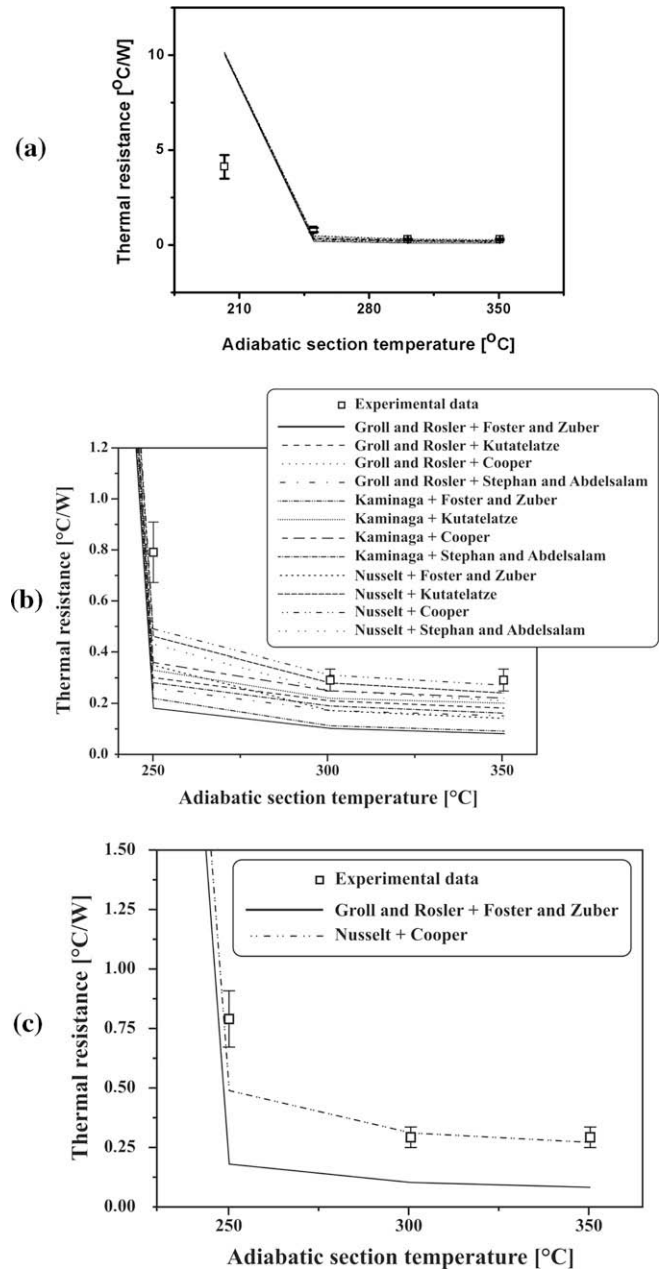 (a)
Thermal resistance [°C/W]
10
5
0
210
280
350
Adiabatic section temperature [°C]
(b)
Experimental data
Groll and Rosler + Foster and Zuber
Groll and Rosler + Kutatelatze
Groll and Rosler + Cooper
Groll and Rosler + Stephan and Abdelsalam
Kaminaga + Foster and Zuber
Kaminaga + Kutatelatze
Kaminaga + Cooper
Kaminaga + Stephan and Abdelsalam
Nusselt + Foster and Zuber
Nusselt + Kutatelatze
Nusselt + Cooper
Nusselt + Stephan and Abdelsalam
Thermal resistance [°C/W]
1.2
1.0
0.8
0.6
0.4
0.2
0.0
250
300
350
Adiabatic section temperature [°C]
(c)
Experimental data
Groll and Rosler + Foster and Zuber
Nusselt + Cooper
Thermal resistance [°C/W]
1.50
1.25
1.00
0.75
0.50
0.25
0.00
250
300
350
Adiabatic section temperature [°C]